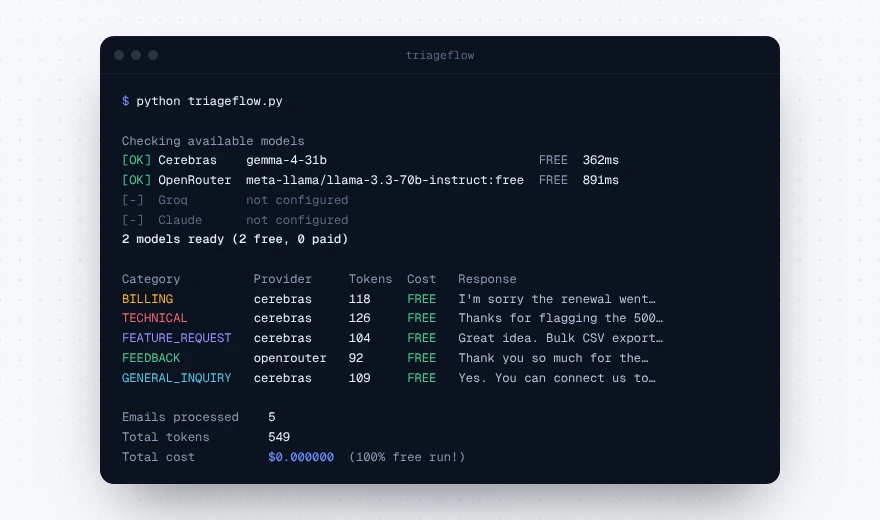 triageflow
$ python triageflow.py
Checking available models
[OK] Cerebras gemma-4-31b FREE 362ms
[OK] OpenRouter meta-llama/llama-3.3-70b-instruct:free FREE 891ms
[-] Groq not configured
[-] Claude not configured
2 models ready (2 free, 0 paid)
Category Provider Tokens Cost Response
BILLING cerebras 118 FREE I'm sorry the renewal went…
TECHNICAL cerebras 126 FREE Thanks for flagging the 500…
FEATURE_REQUEST cerebras 104 FREE Great idea. Bulk CSV export…
FEEDBACK openrouter 92 FREE Thank you so much for the…
GENERAL_INQUIRY cerebras 109 FREE Yes. You can connect us to…
Emails processed 5
Total tokens 549
Total cost $0.000000 (100% free run!)